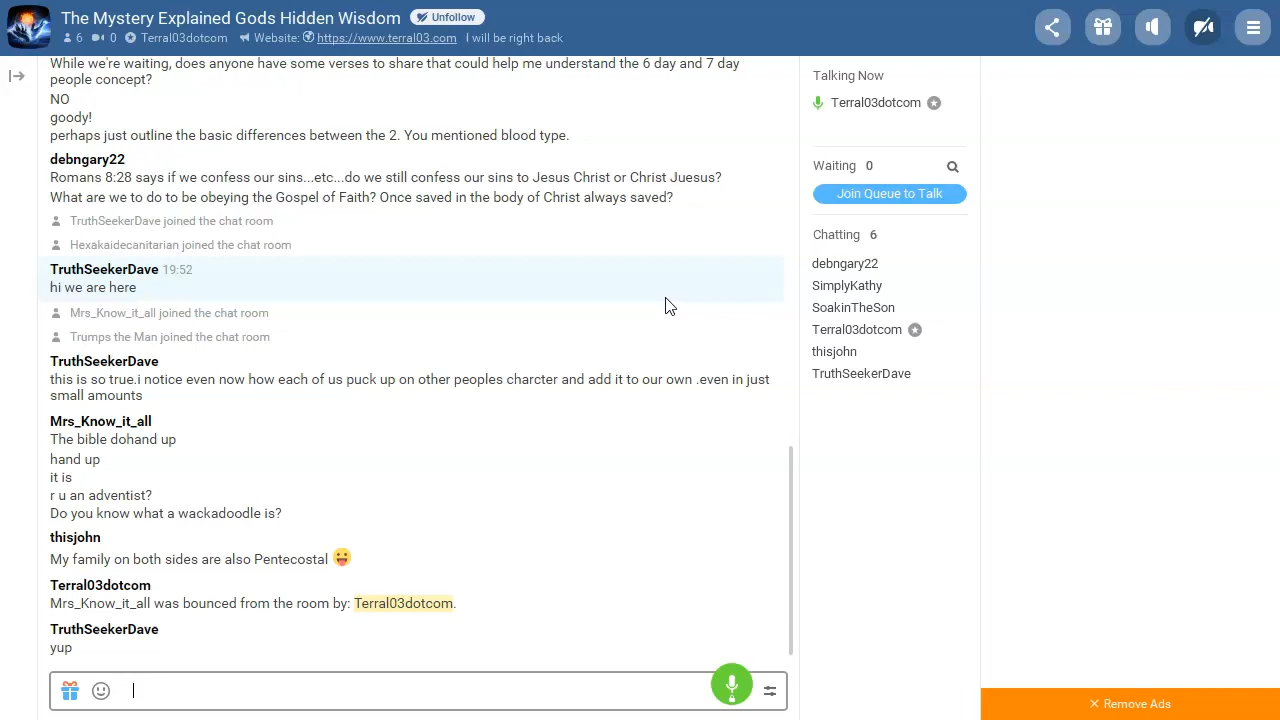 The Mystery Explained Gods Hidden Wisdom Unfollow
6 0 Terral03dotcom Website: https://www.terral03.com I will be right back
While we're waiting, does anyone have some verses to share that could help me understand the 6 day and 7 day
people concept?
NO
goody!
perhaps just outline the basic differences between the 2. You mentioned blood type.
debngary22
Romans 8:28 says if we confess our sins...etc...do we still confess our sins to Jesus Christ or Christ Juesus?
What are we to do to be obeying the Gospel of Faith? Once saved in the body of Christ always saved?
TruthSeekerDave joined the chat room
Hexakaidecanitarian joined the chat room
TruthSeekerDave 19:52
hi we are here
Mrs_Know_it_all joined the chat room
Trumps the Man joined the chat room
TruthSeekerDave
this is so true.i notice even now how each of us puck up on other peoples charcter and add it to our own .even in just
small amounts
Mrs_Know_it_all
The bible dohand up
hand up
it is
r u an adventist?
Do you know what a wackadoodle is?
thisjohn
My family on both sides are also Pentecostal
Terral03dotcom
Mrs_Know_it_all was bounced from the room by: Terral03dotcom.
TruthSeekerDave
yup
Talking Now
Terral03dotcom
Waiting 0
Join Queue to Talk
Chatting 6
debngary22
SimplyKathy
SoakinTheSon
Terral03dotcom
thisjohn
TruthSeekerDave
Remove Ads